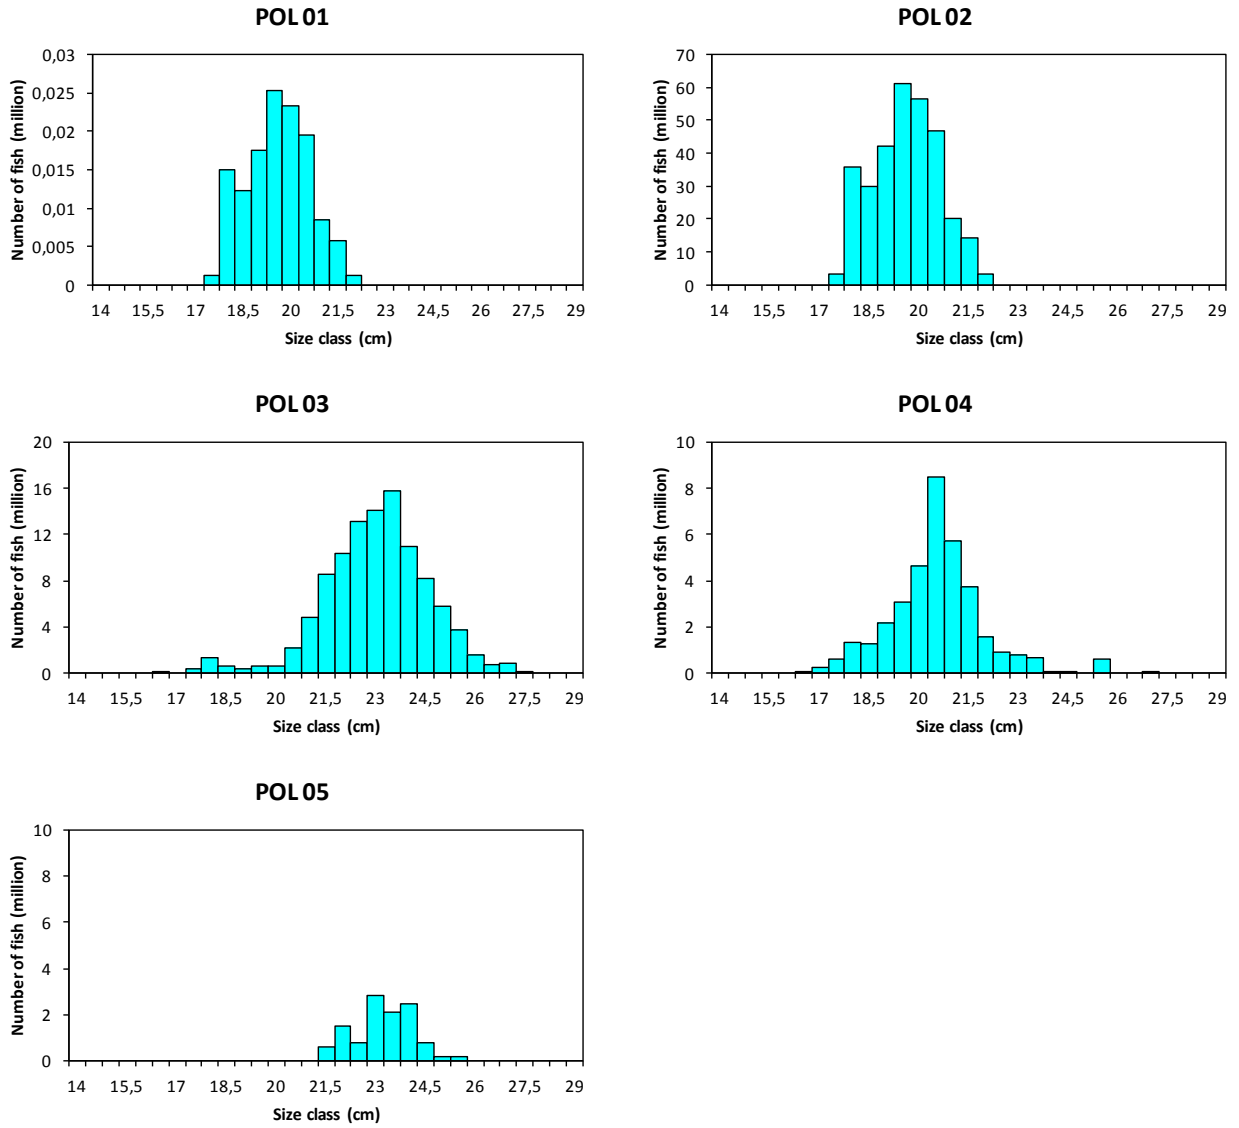 POL 01
Number of fish (million)
0,03
0,025
0,02
0,015
0,01
0,005
0
14 15,5 17 18,5 20 21,5 23 24,5 26 27,5 29
Size class (cm)
POL 02
Number of fish (million)
70
60
50
40
30
20
10
0
14 15,5 17 18,5 20 21,5 23 24,5 26 27,5 29
Size class (cm)
POL 03
Number of fish (million)
20
16
12
8
4
0
14 15,5 17 18,5 20 21,5 23 24,5 26 27,5 29
Size class (cm)
POL 04
Number of fish (million)
10
8
6
4
2
0
14 15,5 17 18,5 20 21,5 23 24,5 26 27,5 29
Size class (cm)
POL 05
Number of fish (million)
10
8
6
4
2
0
14 15,5 17 18,5 20 21,5 23 24,5 26 27,5 29
Size class (cm)